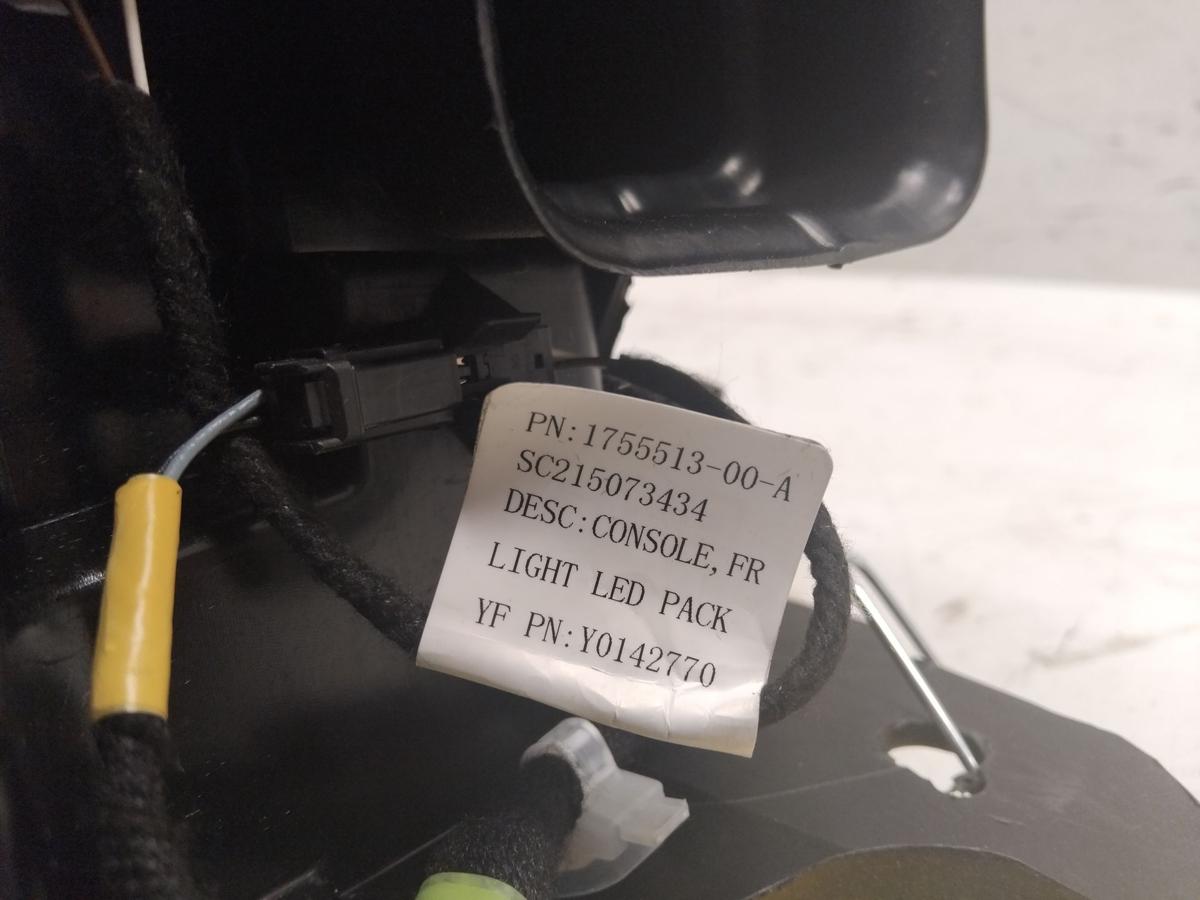 PN:1755513-00-A
SC215073434
DESC:CONSOLE, FR
LIGHT LED PACK
YF PN:Y0142770